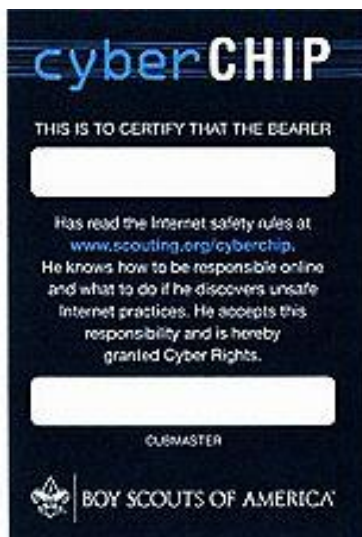 cyberCHIP
THIS IS TO CERTIFY THAT THE BEARER
Has read the Internet safety rules at
www.scouting.org/cyberchip.
He knows how to be responsible online
and what to do if he discovers unsafe
Internet practices. He accepts this
responsibility and is hereby
granted Cyber Rights.
CUBMASTER
BOY SCOUTS OF AMERICA